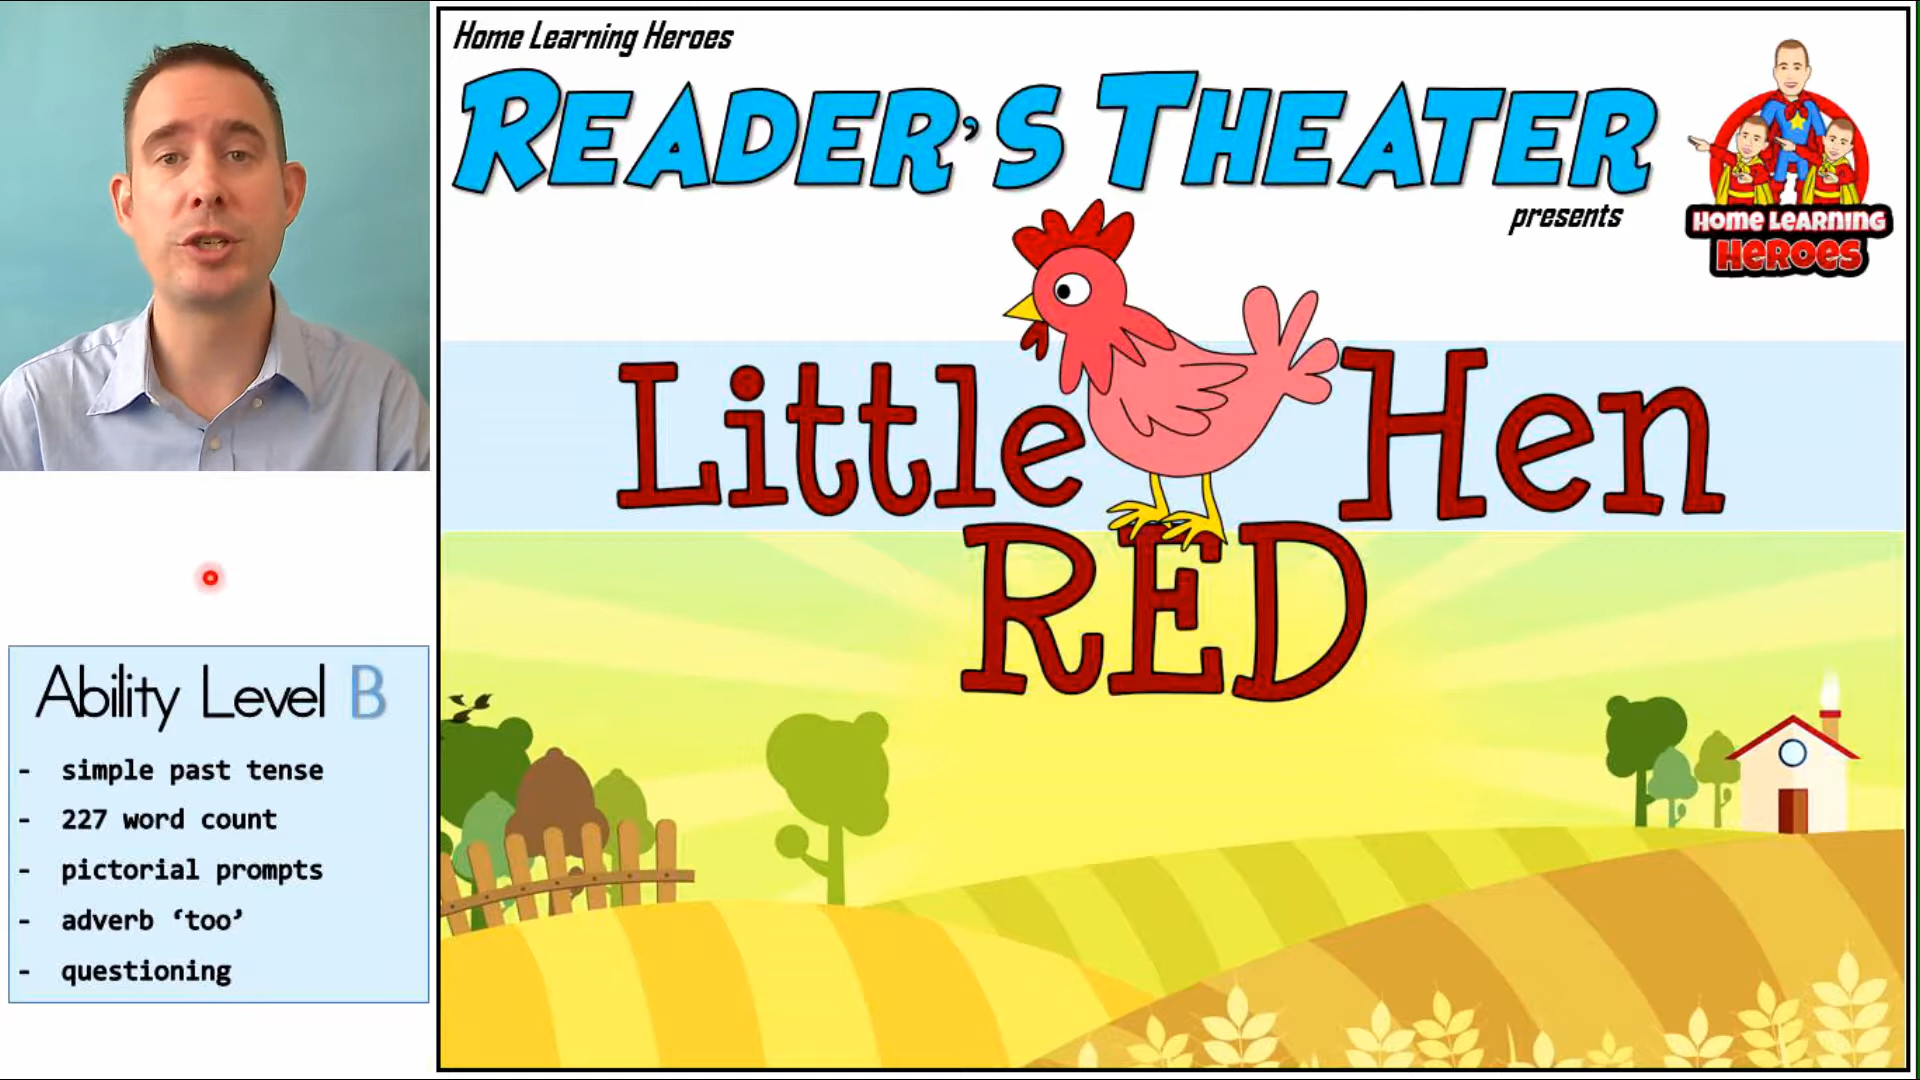 Home Learning Heroes
READER'S THEATER
presents
HOME LEARNING
HEROES
Little Hen
RED
Ability Level B
- simple past tense
- 227 word count
- pictorial prompts
- adverb ‘too’
- questioning